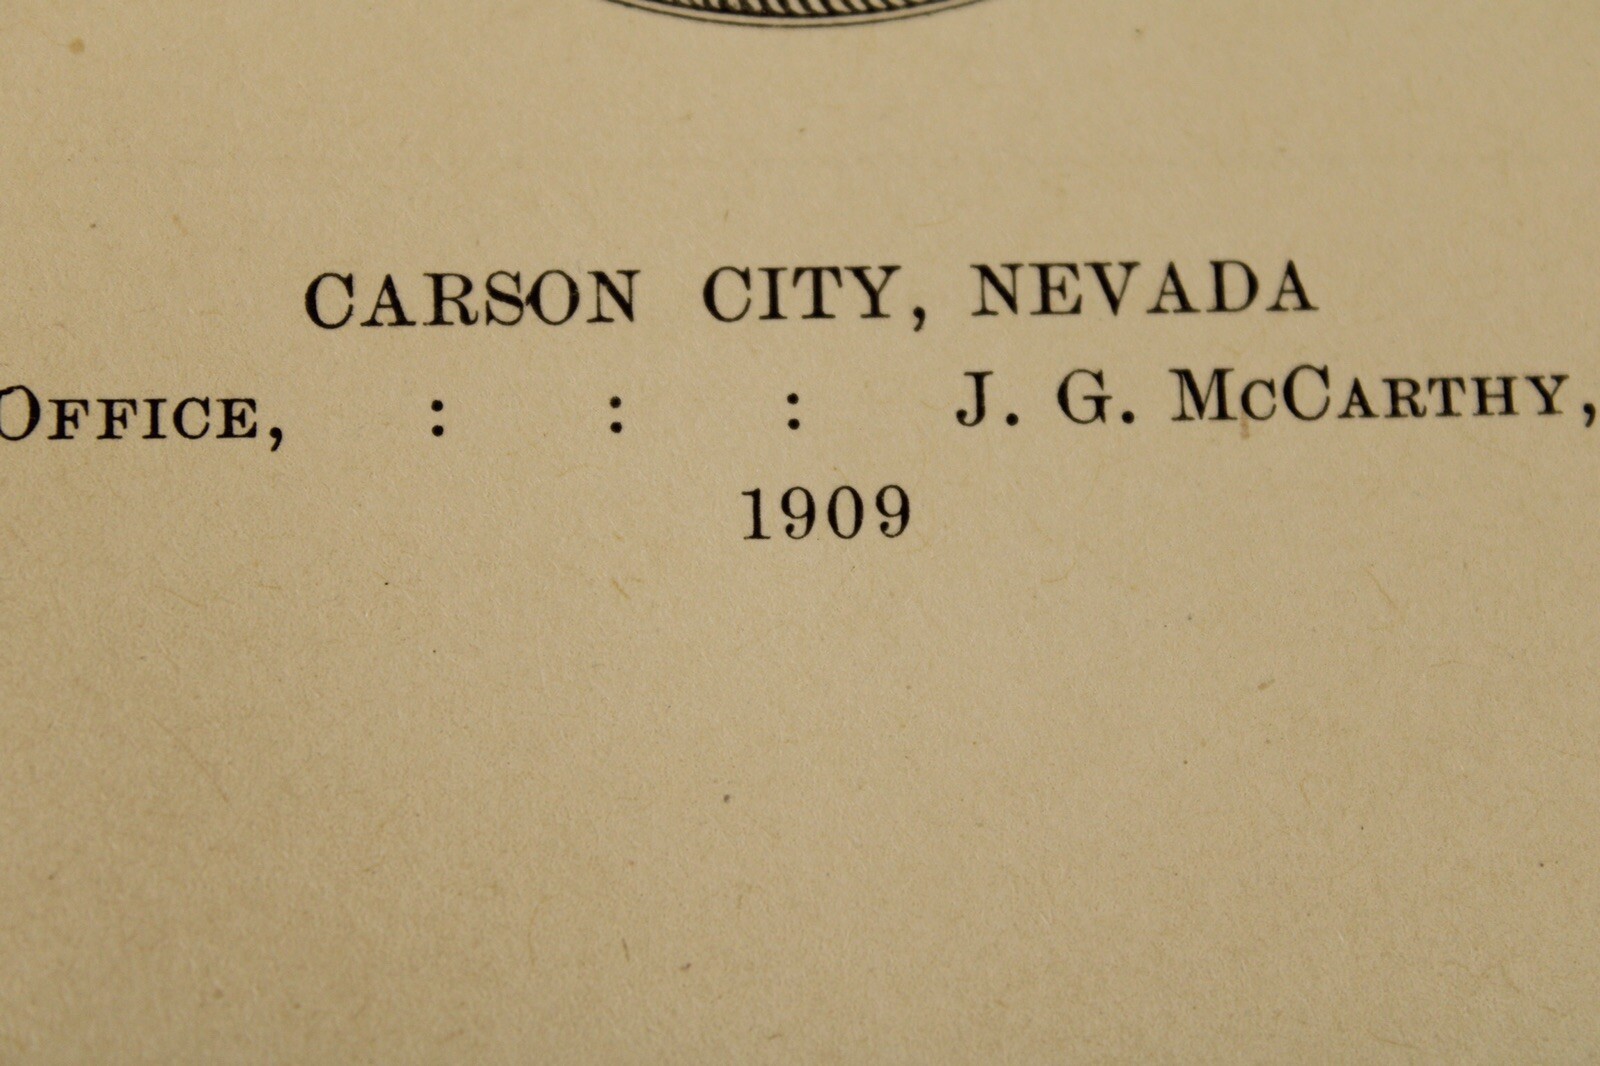 CARSON CITY, NEVADA
OFFICE, : : : J. G. MCCARTHY,
1909